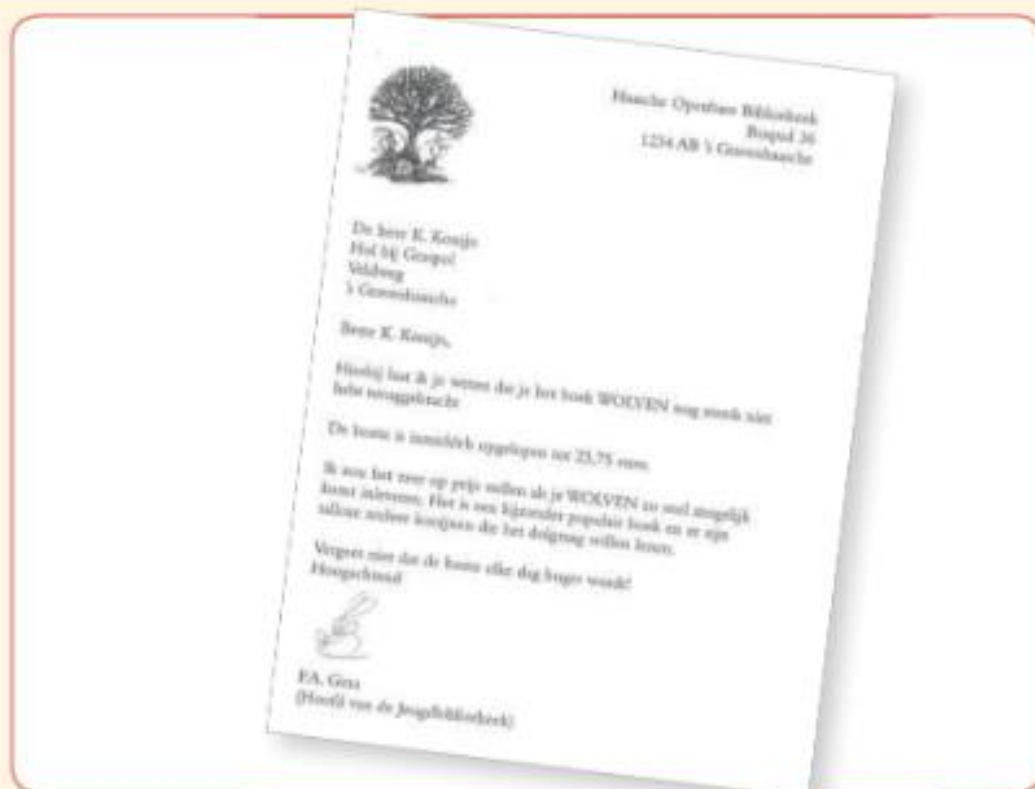 Haasche Openbare Bibliotheek
Bospad 36
1234 AB 's Gravenhaasche
De heer K. Konijn
Hol bij Graspol
Veldweg
's Gravenhaasche
Beste K. Konijn,
Hierbij laat ik je weten dat je het boek WOLVEN nog steeds niet
hebt teruggebracht
De boete is inmiddels opgelopen tot 23,75 euro.
Ik zou het zeer op prijs stellen als je WOLVEN zo snel mogelijk
komt inleveren. Het is een bijzonder populair boek en er zijn
talloze andere konijnen die het dolgraag willen lezen.
Vergeet niet dat de boete elke dag hoger wordt!
Hoogachtend
P.A. Gras
(Hoofd van de Jeugdbibliotheek)